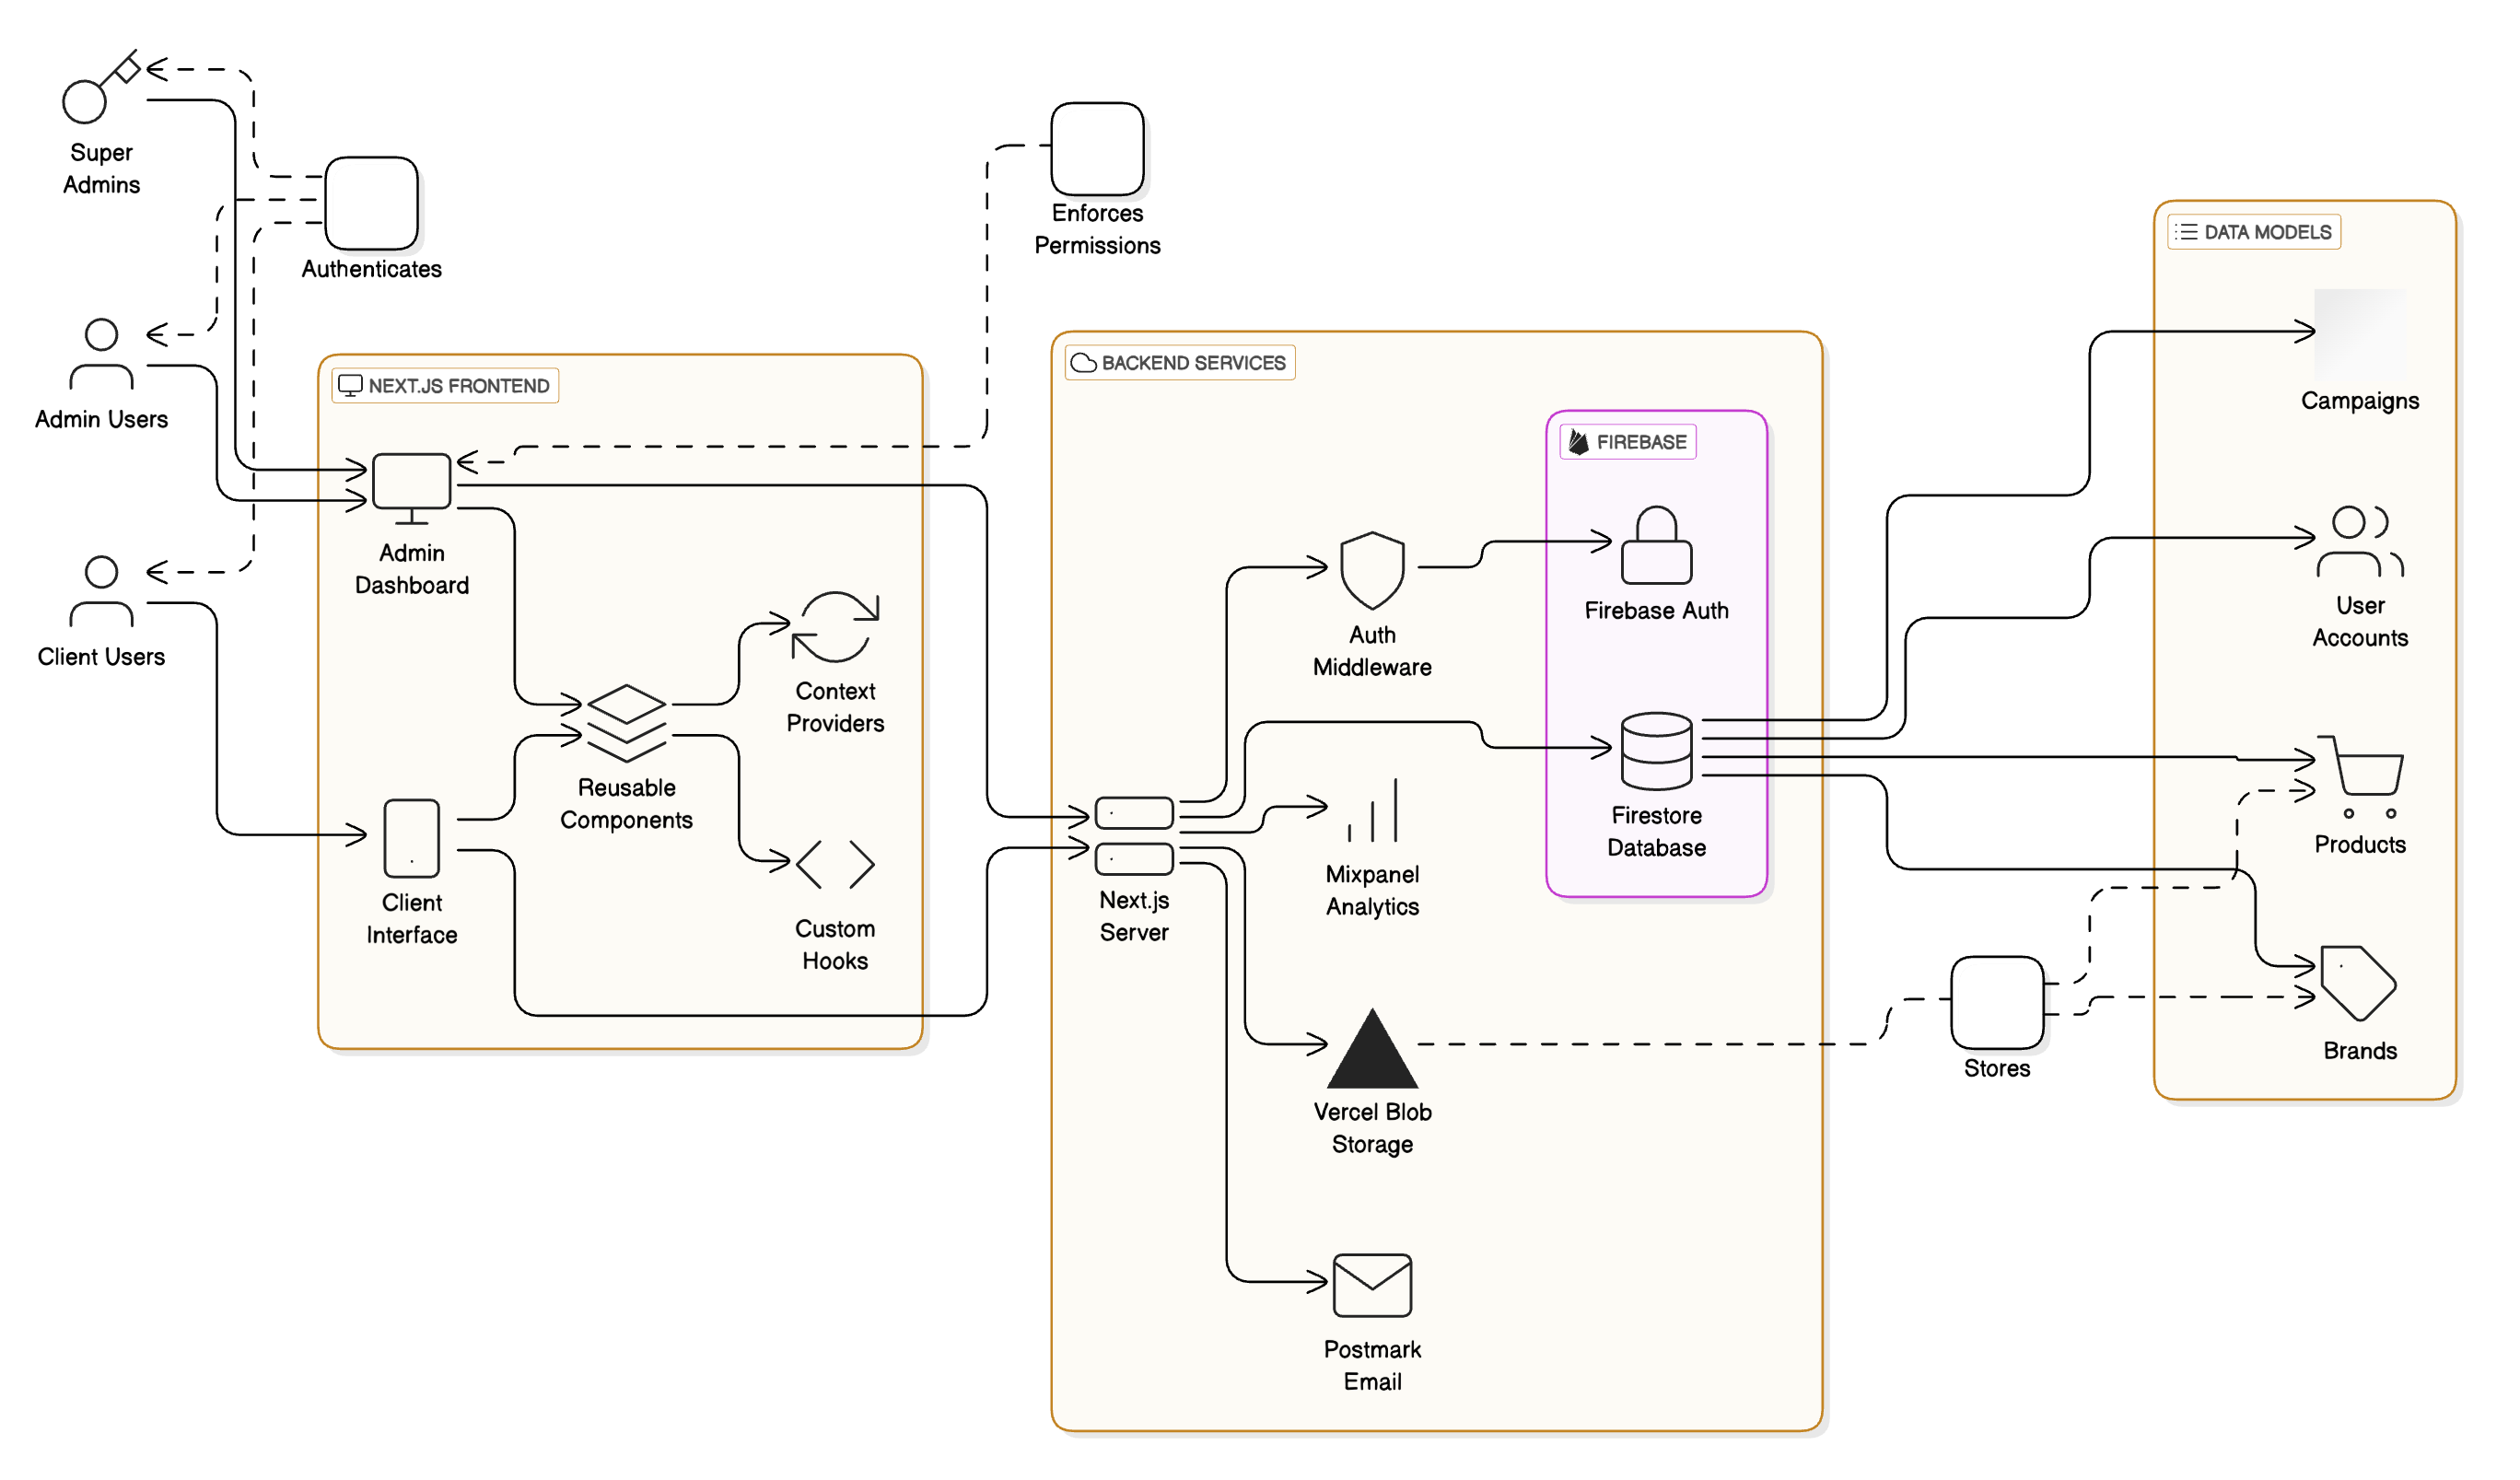 Super
Admins
Authenticates
Enforces
Permissions
Admin Users
Client Users
NEXT.JS FRONTEND
Admin
Dashboard
Context
Providers
Reusable
Components
Client
Interface
Custom
Hooks
BACKEND SERVICES
FIREBASE
Firebase Auth
Auth
Middleware
Firestore
Database
Mixpanel
Analytics
Next.js
Server
Vercel Blob
Storage
Postmark
Email
Stores
DATA MODELS
Campaigns
User
Accounts
Products
Brands